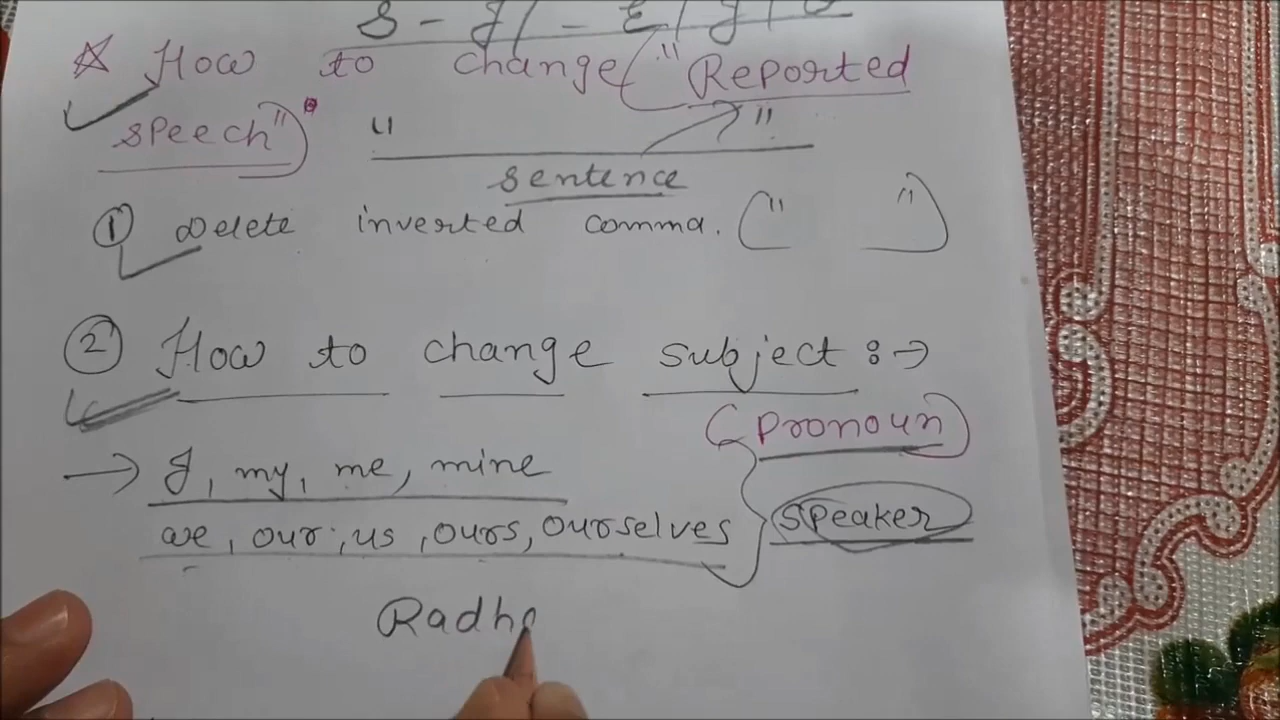 ☆ How to change "Reported
speech"
" "
sentence
① Delete inverted comma. (" ")
② How to change subject :→
(Pronoun)
→ I, my, me, mine
we, our, us, ours, ourselves
speaker
Radha